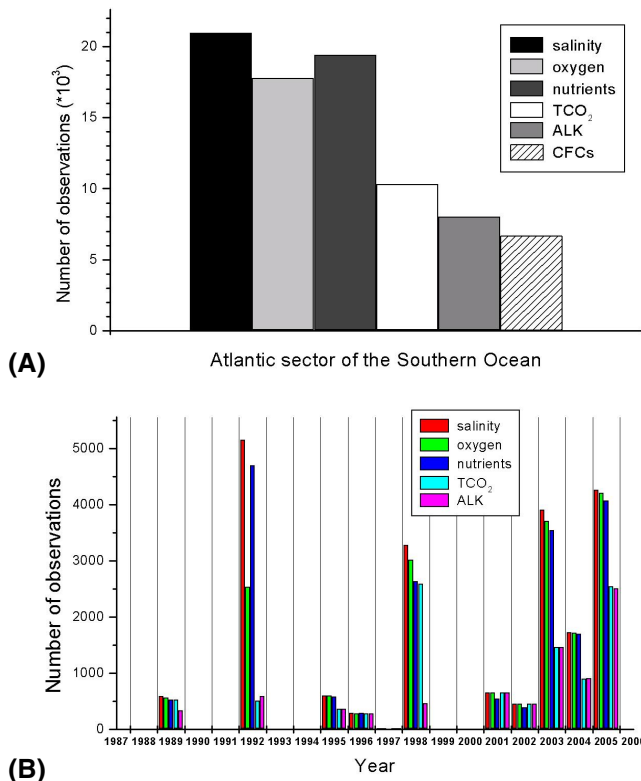 Number of observations (*10³)
20
15
10
5
0
salinity
oxygen
nutrients
TCO₂
ALK
CFCs
(A)
Atlantic sector of the Southern Ocean
Number of observations
5000
4000
3000
2000
1000
0
salinity
oxygen
nutrients
TCO₂
ALK
1987 1988 1989 1990 1991 1992 1993 1994 1995 1996 1997 1998 1999 2000 2001 2002 2003 2004 2005 200
(B)
Year